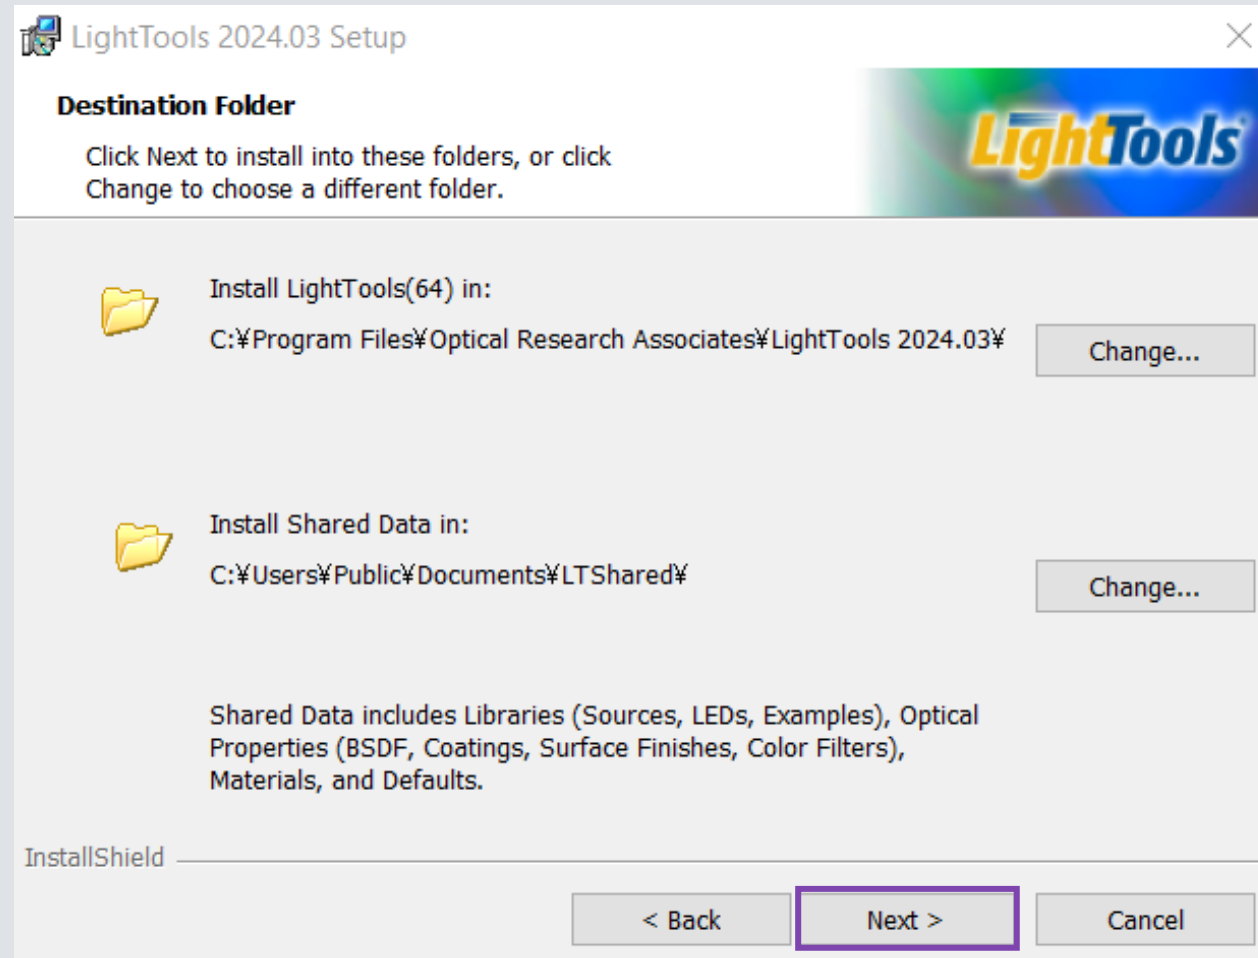 LightTools 2024.03 Setup
Destination Folder
Click Next to install into these folders, or click
Change to choose a different folder.
LightTools
Install LightTools(64) in:
C:¥Program Files¥Optical Research Associates¥LightTools 2024.03¥
Change...
Install Shared Data in:
C:¥Users¥Public¥Documents¥LTShared¥
Change...
Shared Data includes Libraries (Sources, LEDs, Examples), Optical
Properties (BSDF, Coatings, Surface Finishes, Color Filters),
Materials, and Defaults.
InstallShield
< Back
Next >
Cancel